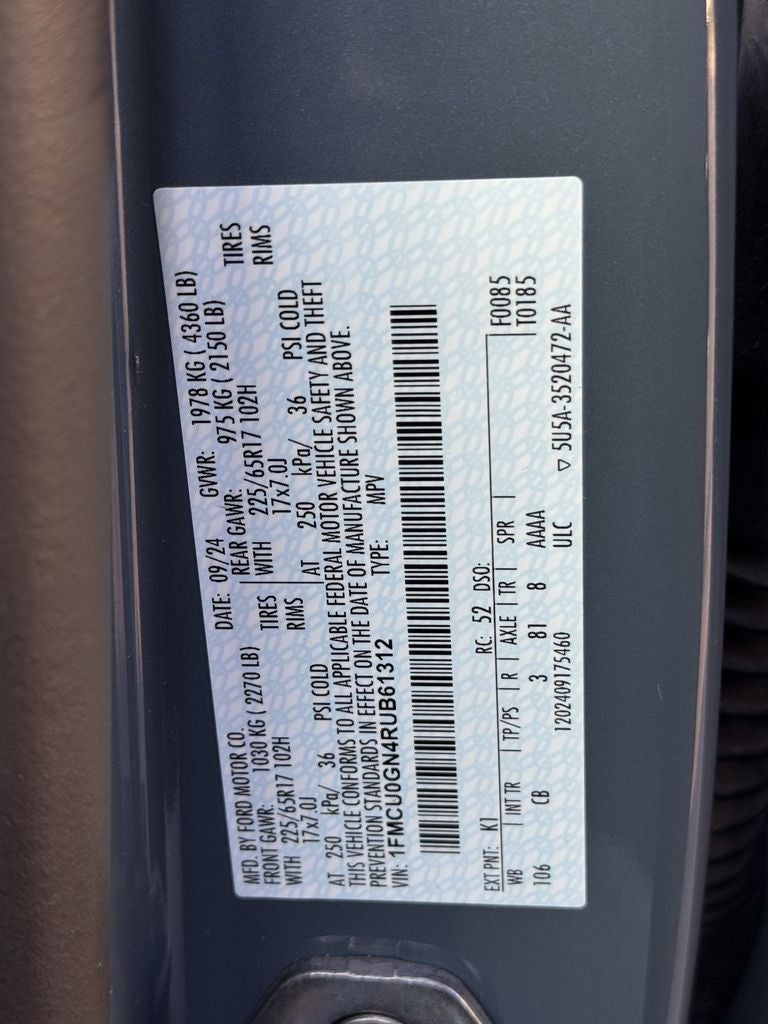 MFD. BY FORD MOTOR CO.
DATE: 09/24 GVWR: 1978 KG ( 4360 LB)
FRONT GAWR: 1030 KG ( 2270 LB) REAR GAWR: 975 KG ( 2150 LB)
WITH 225/65R17 102H TIRES WITH 225/65R17 102H TIRES
17x7.0J RIMS 17x7.0J RIMS
AT 250 kPa/ 36 PSI COLD AT 250 kPa/ 36 PSI COLD
THIS VEHICLE CONFORMS TO ALL APPLICABLE FEDERAL MOTOR VEHICLE SAFETY AND THEFT
PREVENTION STANDARDS IN EFFECT ON THE DATE OF MANUFACTURE SHOWN ABOVE.
VIN: 1FMCU0GN4RUB61312 TYPE: MPV
EXT PNT: K1 RC: 52 DSO: F0085
WB | INT TR | TP/PS | R | AXLE | TR | SPR | T0185
106 CB 3 81 8 AAAA
1202409175460 ULC ▽ 5U5A-3520472-AA